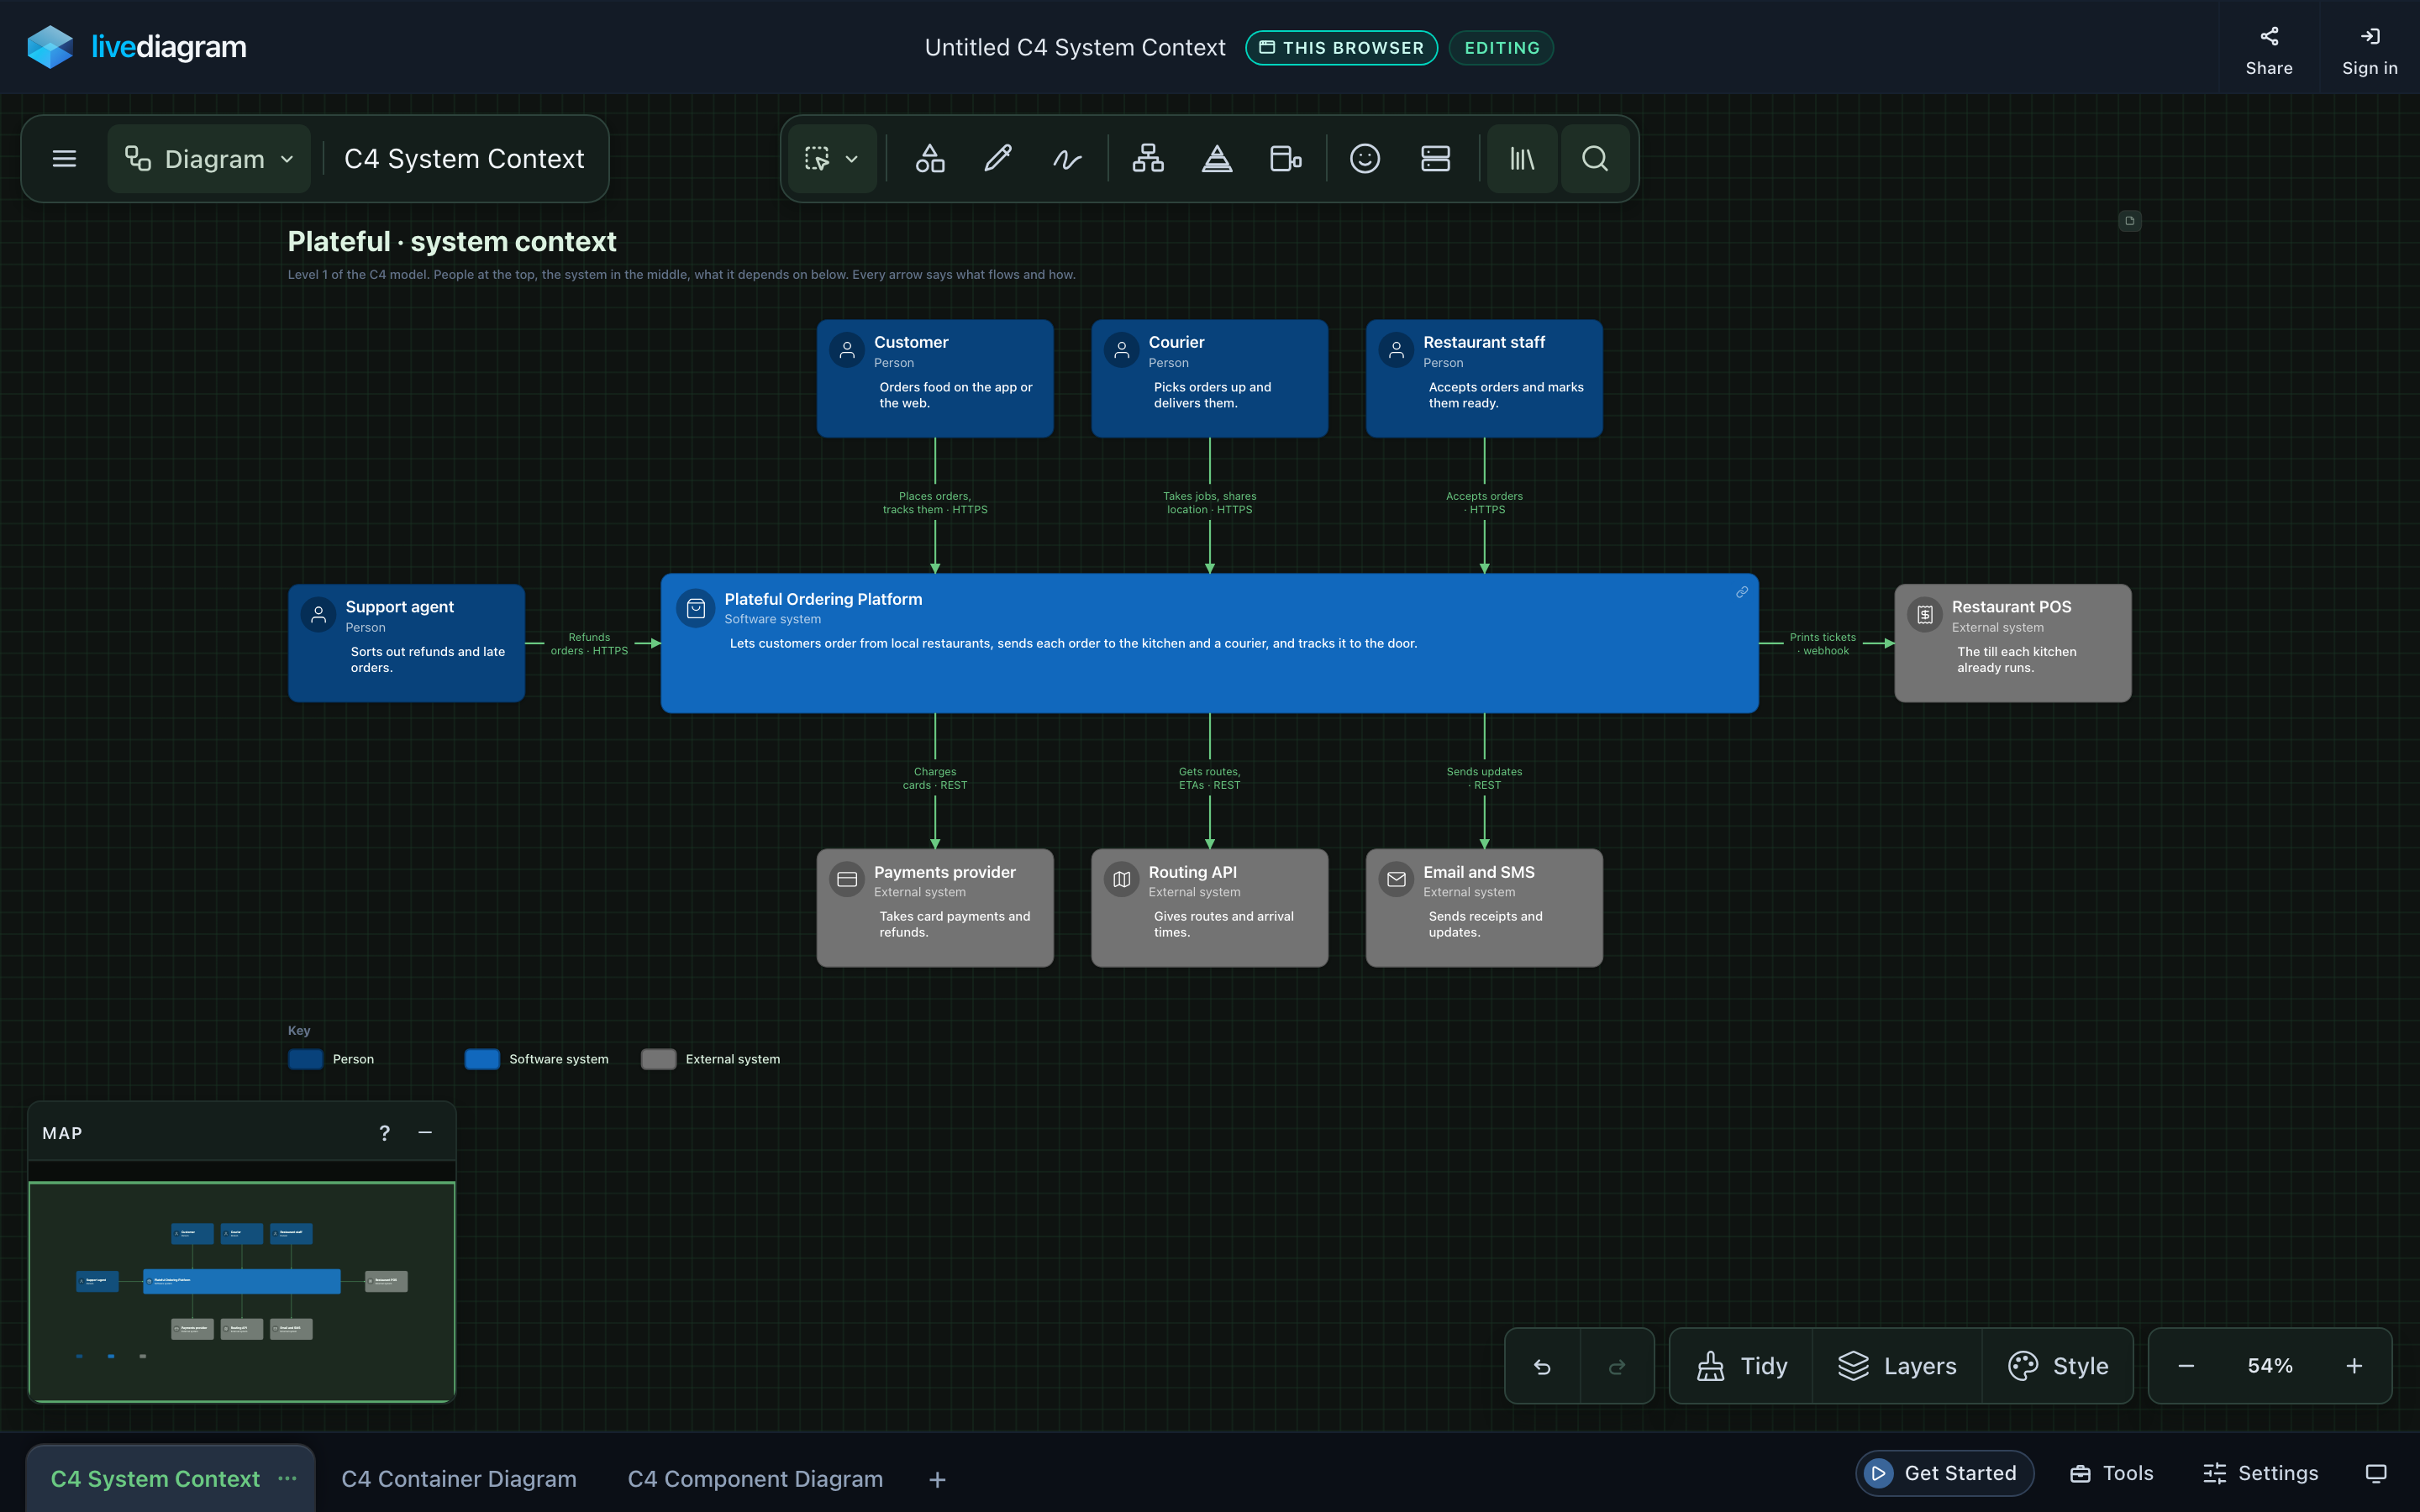 livediagram
Untitled C4 System Context
THIS BROWSER
EDITING
Share
Sign in
Diagram
C4 System Context
Plateful · system context
Level 1 of the C4 model. People at the top, the system in the middle, what it depends on below. Every arrow says what flows and how.
Customer
Person
Orders food on the app or
the web.
Courier
Person
Picks orders up and
delivers them.
Restaurant staff
Person
Accepts orders and marks
them ready.
Places orders,
tracks them · HTTPS
Takes jobs, shares
location · HTTPS
Accepts orders
· HTTPS
Support agent
Person
Sorts out refunds and late
orders.
Refunds
orders · HTTPS
Plateful Ordering Platform
Software system
Lets customers order from local restaurants, sends each order to the kitchen and a courier, and tracks it to the door.
Prints tickets
· webhook
Restaurant POS
External system
The till each kitchen
already runs.
Charges
cards · REST
Gets routes,
ETAs · REST
Sends updates
· REST
Payments provider
External system
Takes card payments and
refunds.
Routing API
External system
Gives routes and arrival
times.
Email and SMS
External system
Sends receipts and
updates.
Key
Person
Software system
External system
MAP
?
Tidy
Layers
Style
54%
C4 System Context
C4 Container Diagram
C4 Component Diagram
Get Started
Tools
Settings